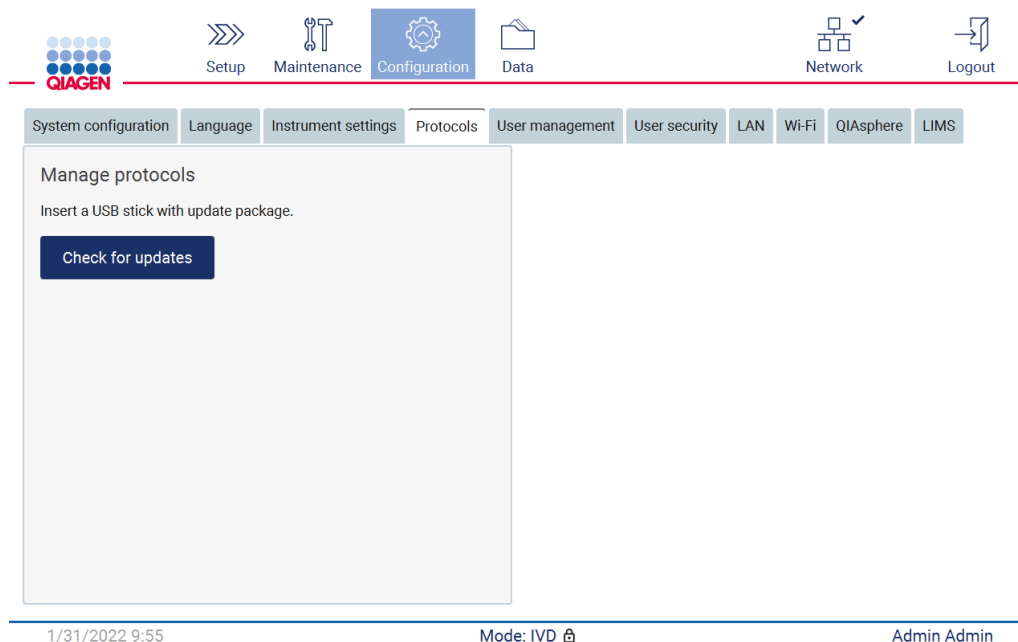 QIAGEN
Setup
Maintenance
Configuration
Data
Network
Logout
System configuration
Language
Instrument settings
Protocols
User management
User security
LAN
Wi-Fi
QIAsphere
LIMS
Manage protocols
Insert a USB stick with update package.
Check for updates
1/31/2022 9:55
Mode: IVD
Admin Admin